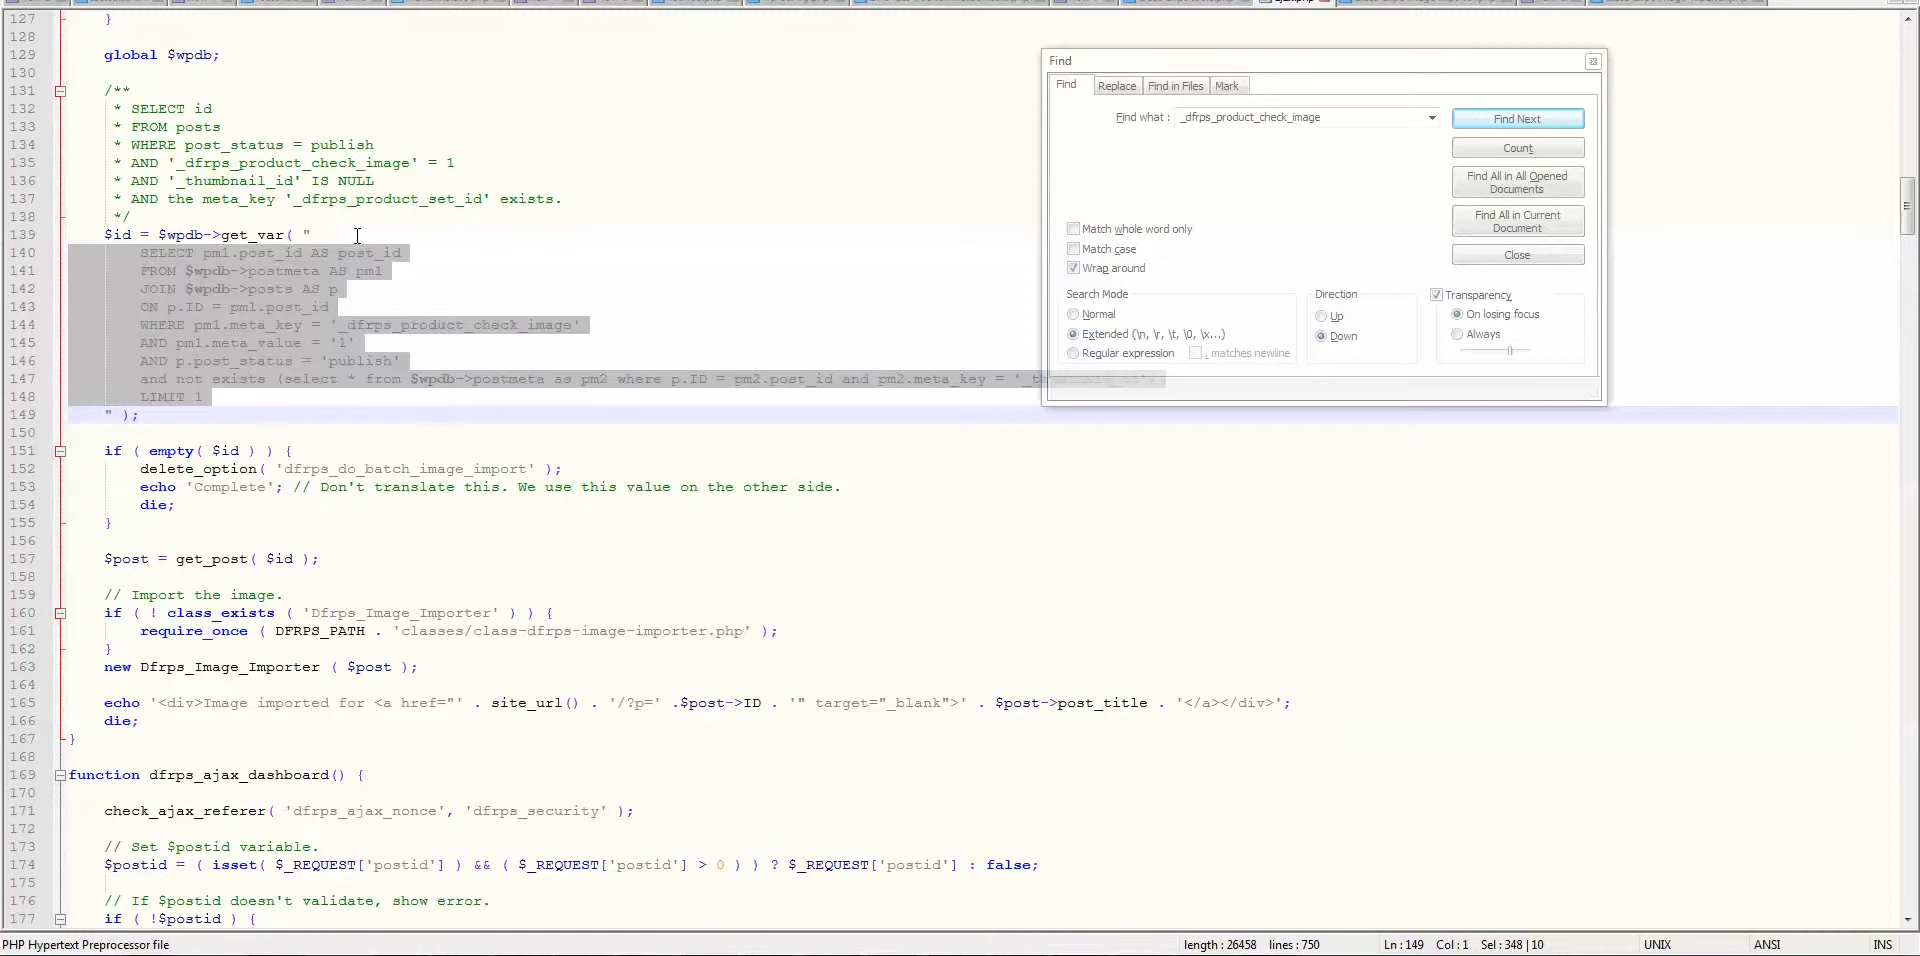 127 }
128
129 global $wpdb;
130
131 /**
132 * SELECT id
133 * FROM posts
134 * WHERE post_status = publish
135 * AND '_dfrps_product_check_image' = 1
136 * AND '_thumbnail_id' IS NULL
137 * AND the meta_key '_dfrps_product_set_id' exists.
138 */
139 $id = $wpdb->get_var( "
140 SELECT pm1.post_id AS post_id
141 FROM $wpdb->postmeta AS pm1
142 JOIN $wpdb->posts AS p
143 ON p.ID = pm1.post_id
144 WHERE pm1.meta_key = '_dfrps_product_check_image'
145 AND pm1.meta_value = '1'
146 AND p.post_status = 'publish'
147 and not exists (select * from $wpdb->postmeta as pm2 where p.ID = pm2.post_id and pm2.meta_key =
148 LIMIT 1
149 " );
150
151 if ( empty( $id ) ) {
152 delete_option( 'dfrps_do_batch_image_import' );
153 echo 'Complete'; // Don't translate this. We use this value on the other side.
154 die;
155 }
156
157 $post = get_post( $id );
158
159 // Import the image.
160 if ( ! class_exists ( 'Dfrps_Image_Importer' ) ) {
161 require_once ( DFRPS_PATH . 'classes/class-dfrps-image-importer.php' );
162 }
163 new Dfrps_Image_Importer ( $post );
164
165 echo '<div>Image imported for <a href="' . site_url() . '/?p=' .$post->ID . '" target="_blank">' . $post->post_title . '</a></div>';
166 die;
167 }
168
169 function dfrps_ajax_dashboard() {
170
171 check_ajax_referer( 'dfrps_ajax_nonce', 'dfrps_security' );
172
173 // Set $postid variable.
174 $postid = ( isset( $_REQUEST['postid'] ) && ( $_REQUEST['postid'] > 0 ) ) ? $_REQUEST['postid'] : false;
175
176 // If $postid doesn't validate, show error.
177 if ( !$postid ) {
Find
Find Replace Find in Files Mark
Find what : _dfrps_product_check_image
Find Next
Count
Find All in All Opened
Documents
Find All in Current
Document
Close
Match whole word only
Match case
Wrap around
Search Mode
Normal
Extended (\n, \r, \t, \0, \x...)
Regular expression . matches newline
Direction
Up
Down
Transparency
On losing focus
Always
PHP Hypertext Preprocessor file length : 26458 lines : 750 Ln : 149 Col : 1 Sel : 348 | 10 UNIX ANSI INS